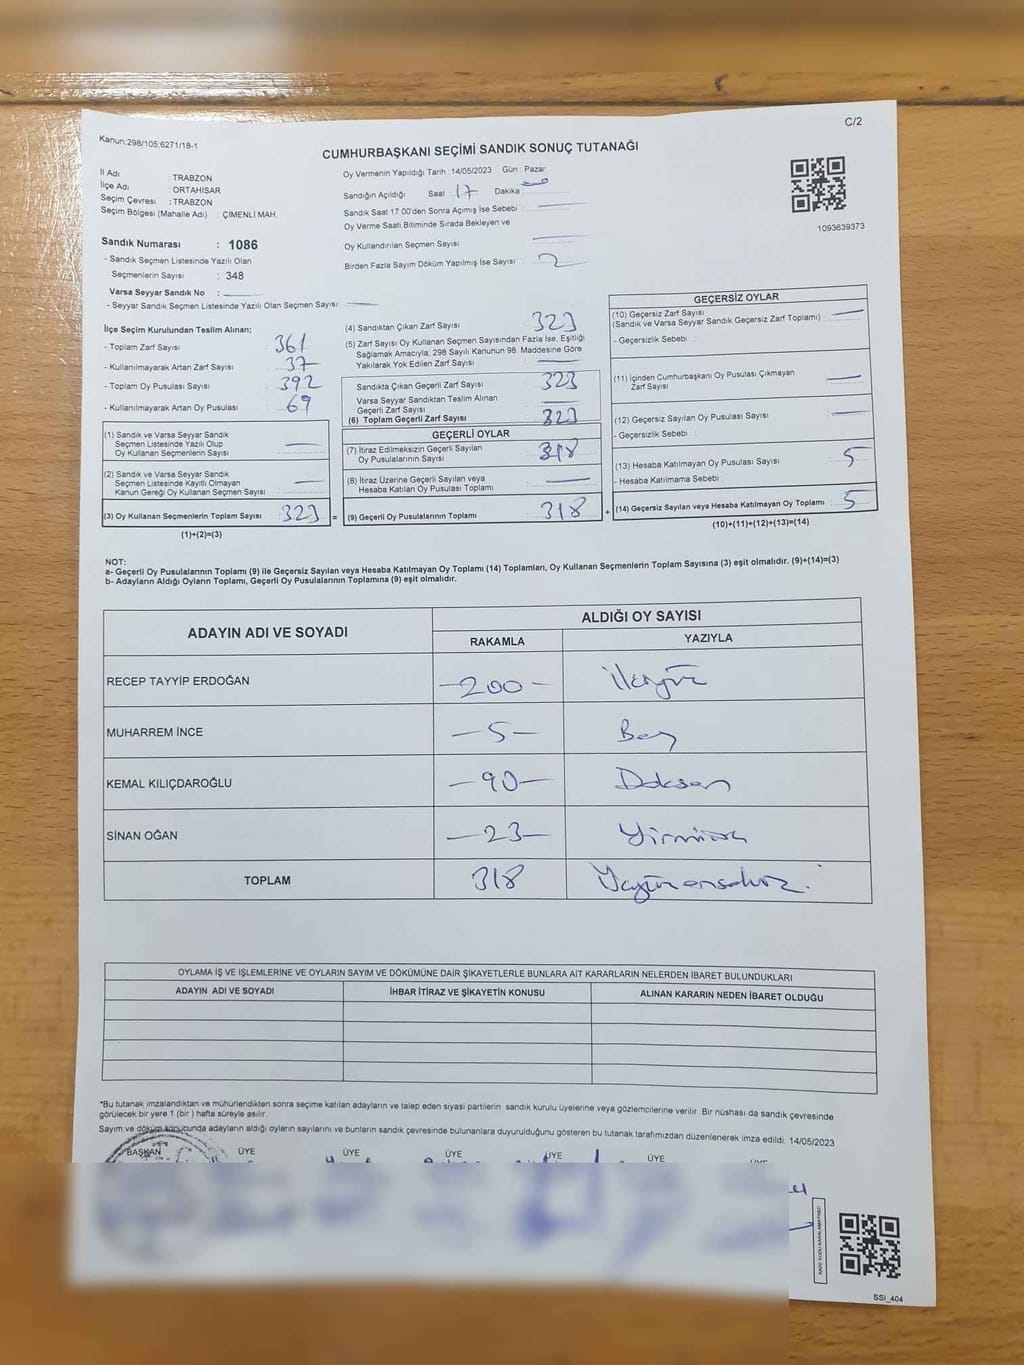 C/2
Kanun:298/105;6271/18-1
CUMHURBAŞKANI SEÇİMİ SANDIK SONUÇ TUTANAĞI
İl Adı : TRABZON
İlçe Adı : ORTAHİSAR
Seçim Çevresi : TRABZON
Seçim Bölgesi (Mahalle Adı) : ÇİMENLİ MAH.
Sandık Numarası : 1086
- Sandık Seçmen Listesinde Yazılı Olan
Seçmenlerin Sayısı : 348
Varsa Seyyar Sandık No :
- Seyyar Sandık Seçmen Listesinde Yazılı Olan Seçmen Sayısı:
Oy Vermenin Yapıldığı Tarih :14/05/2023 Gün : Pazar
Sandığın Açıldığı Saat 17 Dakika :
Sandık Saat 17:00'den Sonra Açımış İse Sebebi :
Oy Verme Saati Bitiminde Sırada Bekleyen ve
Oy Kullandırılan Seçmen Sayısı
Birden Fazla Sayım Döküm Yapılmış İse Sayısı : 2
1093639373
İlçe Seçim Kurulundan Teslim Alınan;
- Toplam Zarf Sayısı : 361
- Kullanılmayarak Artan Zarf Sayısı : 37
- Toplam Oy Pusulası Sayısı : 392
- Kullanılmayarak Artan Oy Pusulası : 69
(1) Sandık ve Varsa Seyyar Sandık
Seçmen Listesinde Yazılı Olup
Oy Kullanan Seçmenlerin Sayısı
(2) Sandık ve Varsa Seyyar Sandık
Seçmen Listesinde Kayıtlı Olmayan
Kanun Gereği Oy Kullanan Seçmen Sayısı
(3) Oy Kullanan Seçmenlerin Toplam Sayısı 323 =
(1)+(2)=(3)
(4) Sandıktan Çıkan Zarf Sayısı 323
(5) Zarf Sayısı Oy Kullanan Seçmen Sayısından Fazla İse, Eşitliği
Sağlamak Amacıyla, 298 Sayılı Kanunun 98. Maddesine Göre
Yakılarak Yok Edilen Zarf Sayısı
Sandıkta Çıkan Geçerli Zarf Sayısı 323
Varsa Seyyar Sandıktan Teslim Alınan
Geçerli Zarf Sayısı
(6) Toplam Geçerli Zarf Sayısı 323
GEÇERLİ OYLAR
(7) İtiraz Edilmeksizin Geçerli Sayılan
Oy Pusulalarının Sayısı 318
(8) İtiraz Üzerine Geçerli Sayılan veya
Hesaba Katılan Oy Pusulası Toplamı
(9) Geçerli Oy Pusulalarının Toplamı 318 +
GEÇERSİZ OYLAR
(10) Geçersiz Zarf Sayısı
(Sandık ve Varsa Seyyar Sandık Geçersiz Zarf Toplamı) :
- Geçersizlik Sebebi :
(11) İçinden Cumhurbaşkanı Oy Pusulası Çıkmayan
Zarf Sayısı
(12) Geçersiz Sayılan Oy Pusulası Sayısı
- Geçersizlik Sebebi :
(13) Hesaba Katılmayan Oy Pusulası Sayısı 5
- Hesaba Katılmama Sebebi :
(14) Geçersiz Sayılan veya Hesaba Katılmayan Oy Toplamı 5
(10)+(11)+(12)+(13)=(14)
NOT:
a- Geçerli Oy Pusulalarının Toplamı (9) ile Geçersiz Sayılan veya Hesaba Katılmayan Oy Toplamı (14) Toplamları, Oy Kullanan Seçmenlerin Toplam Sayısına (3) eşit olmalıdır. (9)+(14)=(3)
b- Adayların Aldığı Oyların Toplamı, Geçerli Oy Pusulalarının Toplamına (9) eşit olmalıdır.
ADAYIN ADI VE SOYADI
ALDIĞI OY SAYISI
RAKAMLA YAZIYLA
RECEP TAYYİP ERDOĞAN -200- ikiyüz
MUHARREM İNCE -5- Beş
KEMAL KILIÇDAROĞLU -90- Doksan
SİNAN OĞAN -23- Yirmiüç
TOPLAM 318 Üçyüzonsekiz
OYLAMA İŞ VE İŞLEMLERİNE VE OYLARIN SAYIM VE DÖKÜMÜNE DAİR ŞİKAYETLERLE BUNLARA AİT KARARLARIN NELERDEN İBARET BULUNDUKLARI
ADAYIN ADI VE SOYADI İHBAR İTİRAZ VE ŞİKAYETİN KONUSU ALINAN KARARIN NEDEN İBARET OLDUĞU
*Bu tutanak imzalandıktan ve mühürlendikten sonra seçime katılan adayların ve talep eden siyasi partilerin sandık kurulu üyelerine veya gözlemcilerine verilir. Bir nüshası da sandık çevresinde
görülecek bir yere 1 (bir ) hafta süreyle asılır.
Sayım ve döküm sonucunda adayların aldığı oyların sayılarını ve bunların sandık çevresinde bulunanlara duyurulduğunu gösteren bu tutanak tarafımızdan düzenlenerek imza edildi. 14/05/2023
BAŞKAN ÜYE ÜYE ÜYE ÜYE ÜYE ÜYE
KARE KODU KARALAMAYINIZ!
SSI_404